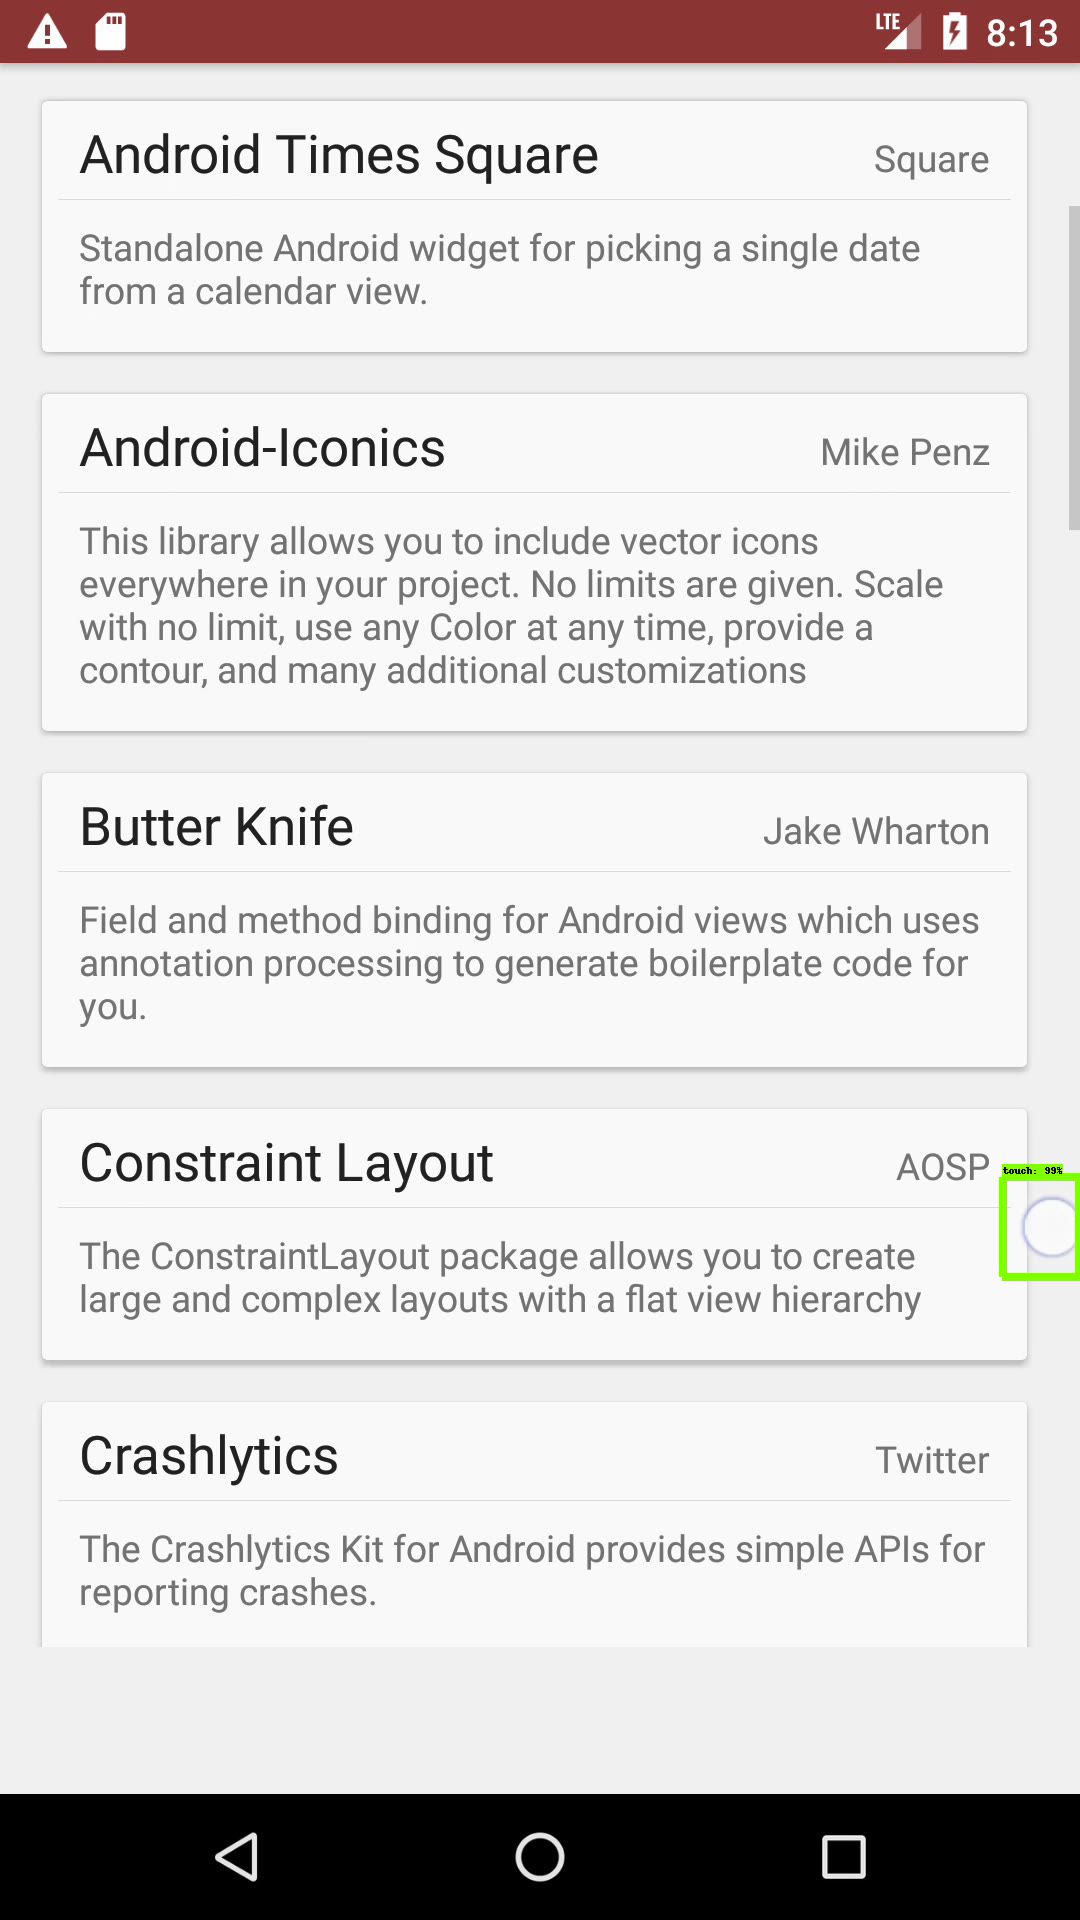 LTE 8:13
Android Times Square Square
Standalone Android widget for picking a single date
from a calendar view.
Android-Iconics Mike Penz
This library allows you to include vector icons
everywhere in your project. No limits are given. Scale
with no limit, use any Color at any time, provide a
contour, and many additional customizations
Butter Knife Jake Wharton
Field and method binding for Android views which uses
annotation processing to generate boilerplate code for
you.
Constraint Layout AOSP
touch: 99%
The ConstraintLayout package allows you to create
large and complex layouts with a flat view hierarchy
Crashlytics Twitter
The Crashlytics Kit for Android provides simple APIs for
reporting crashes.